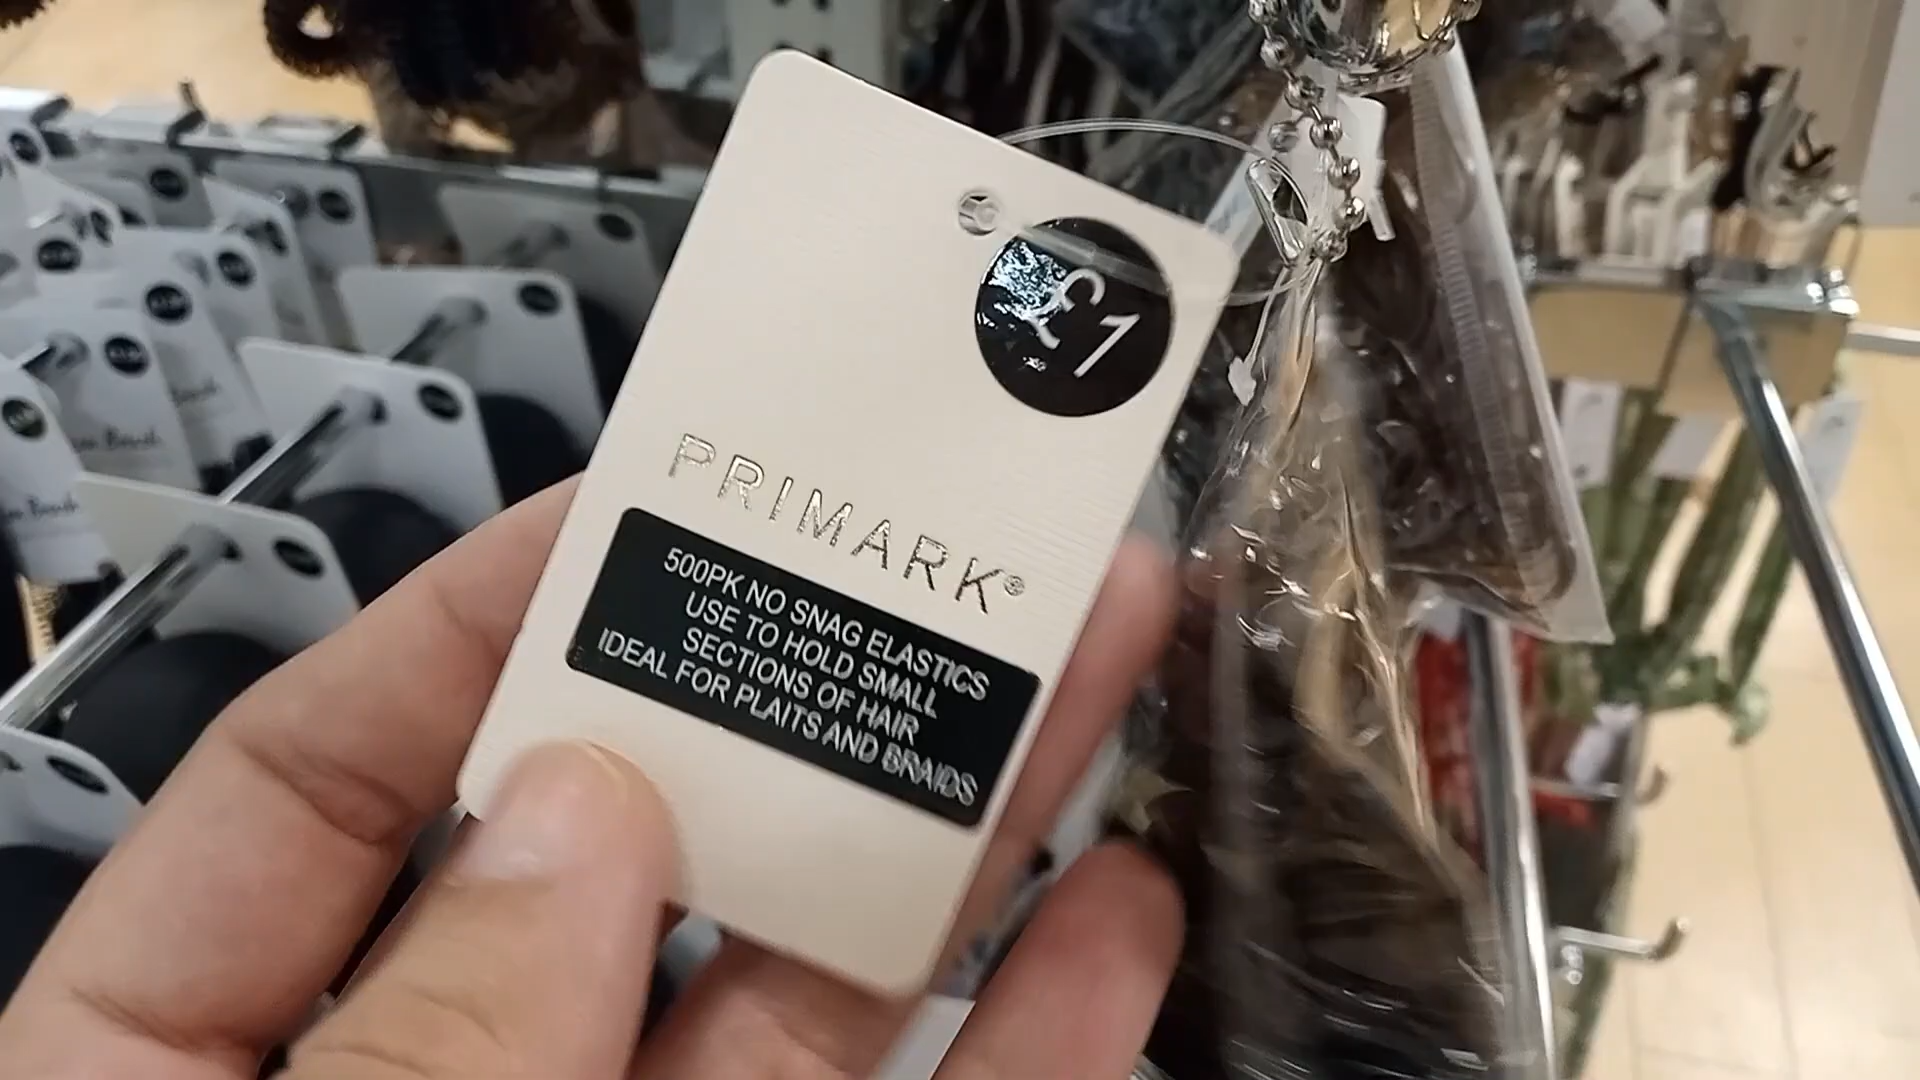 £1
PRIMARK®
500PK NO SNAG ELASTICS
USE TO HOLD SMALL
SECTIONS OF HAIR
IDEAL FOR PLAITS AND BRAIDS